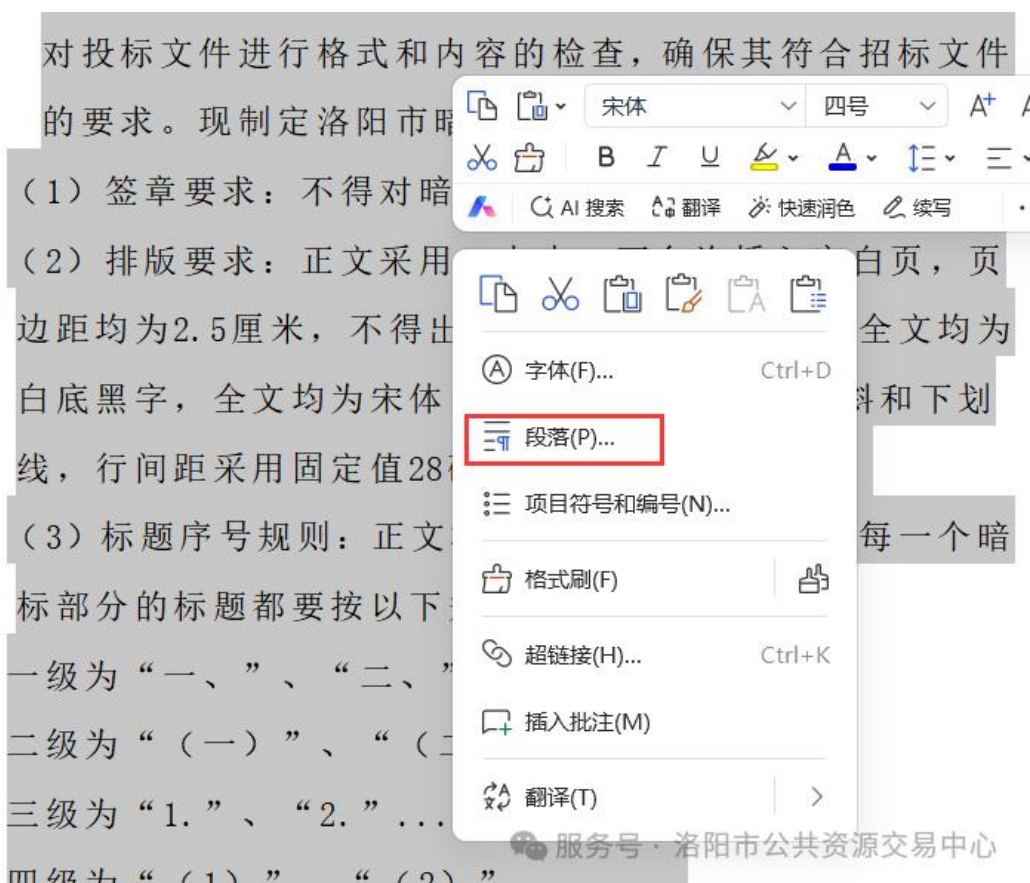 对投标文件进行格式和内容的检查，确保其符合招标文件
的要求。现制定洛阳市暗
（1）签章要求：不得对暗
（2）排版要求：正文采用
白页，页
边距均为2.5厘米，不得出
全文均为
白底黑字，全文均为宋体
和下划
线，行间距采用固定值28
（3）标题序号规则：正文
每一个暗
标部分的标题都要按以下
一级为“一、”、“二、”
二级为“（一）”、“（二
三级为“1.”、“2.”...
四级为“（1）”、“（2）”
宋体 四号 A+
B I U A
AI 搜索 翻译 快速润色 续写
字体(F)... Ctrl+D
段落(P)...
项目符号和编号(N)...
格式刷(F)
超链接(H)... Ctrl+K
插入批注(M)
翻译(T)
服务号 · 洛阳市公共资源交易中心